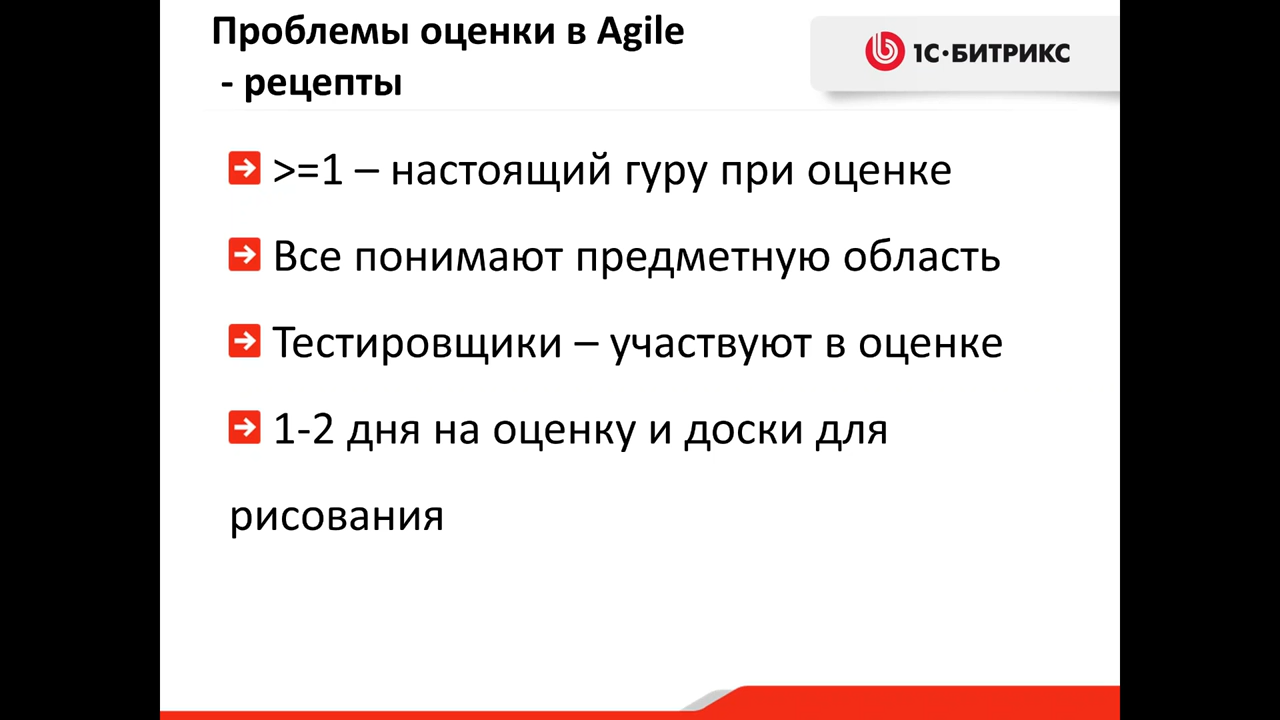 Проблемы оценки в Agile
- рецепты
1С·БИТРИКС
>=1 – настоящий гуру при оценке
Все понимают предметную область
Тестировщики – участвуют в оценке
1-2 дня на оценку и доски для
рисования